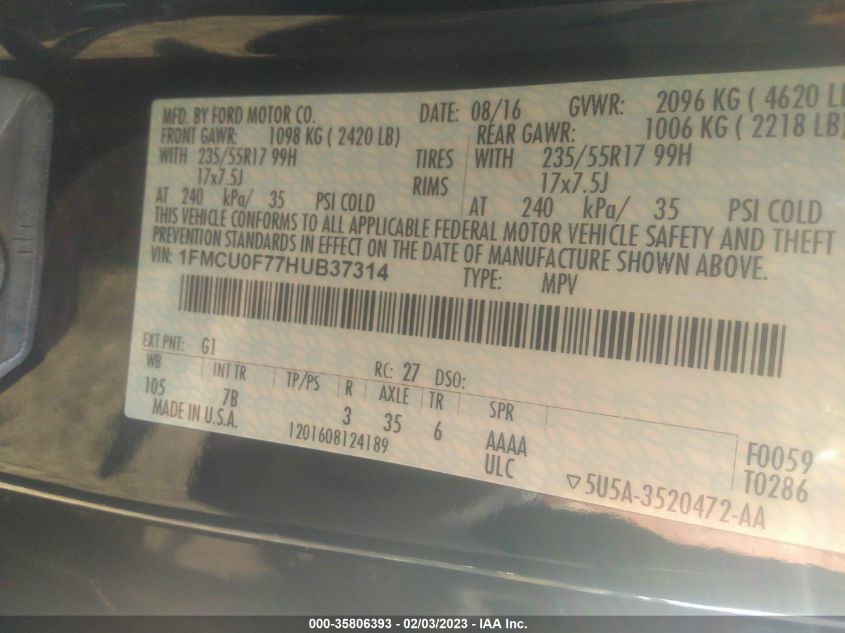 MFD. BY FORD MOTOR CO. DATE: 08/16 GVWR: 2096 KG ( 4620 L
FRONT GAWR: 1098 KG ( 2420 LB) REAR GAWR: 1006 KG ( 2218 LB)
WITH 235/55R17 99H TIRES WITH 235/55R17 99H
17x7.5J RIMS 17x7.5J
AT 240 kPa/ 35 PSI COLD AT 240 kPa/ 35 PSI COLD
THIS VEHICLE CONFORMS TO ALL APPLICABLE FEDERAL MOTOR VEHICLE SAFETY AND THEFT
PREVENTION STANDARDS IN EFFECT ON THE DATE OF MANUFACTURE SHOWN ABOVE.
VIN: 1FMCU0F77HUB37314 TYPE: MPV
EXT PNT: G1 RC: 27 DSO:
WB INT TR TP/PS R AXLE TR SPR
105 7B 3 35 6 AAAA F0059
MADE IN U.S.A. 1201608124189 ULC T0286
5U5A-3520472-AA
000-35806393 - 02/03/2023 - IAA Inc.